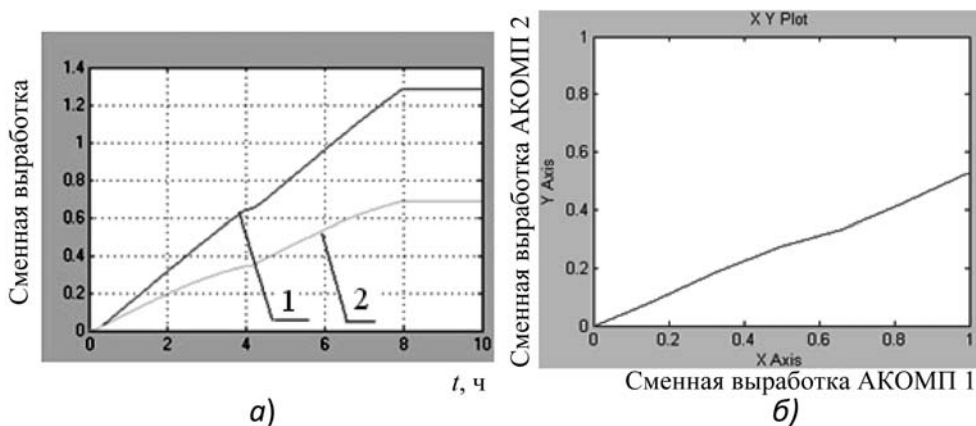 Сменная выработка
1.4
1.2
1
0.8
0.6
0.4
0.2
0
0 2 4 6 8 10
1
2
t, ч
а)
Сменная выработка АКОМП 2
X Y Plot
Y Axis
1
0.8
0.6
0.4
0.2
0
0 0.2 0.4 0.6 0.8 1
X Axis
Сменная выработка АКОМП 1
б)